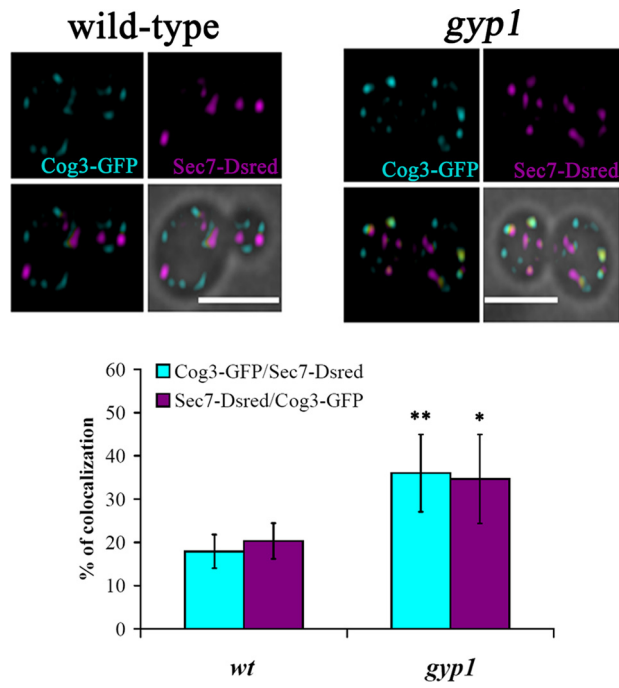 wild-type
gyp1
Cog3-GFP
Sec7-Dsred
Cog3-GFP
Sec7-Dsred
60
50
40
30
20
10
0
% of colocalization
Cog3-GFP/Sec7-Dsred
Sec7-Dsred/Cog3-GFP
**
*
wt
gyp1